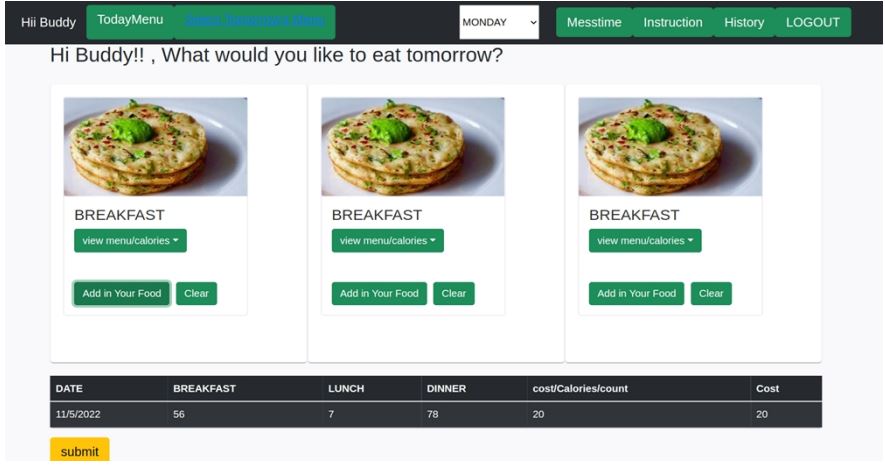 Hii Buddy TodayMenu Select Tomorrow's Menu MONDAY Messtime Instruction History LOGOUT
Hi Buddy!! , What would you like to eat tomorrow?
BREAKFAST BREAKFAST BREAKFAST
view menu/calories view menu/calories view menu/calories
Add in Your Food Clear Add in Your Food Clear Add in Your Food Clear
DATE BREAKFAST LUNCH DINNER cost/Calories/count Cost
11/5/2022 56 7 78 20 20
submit